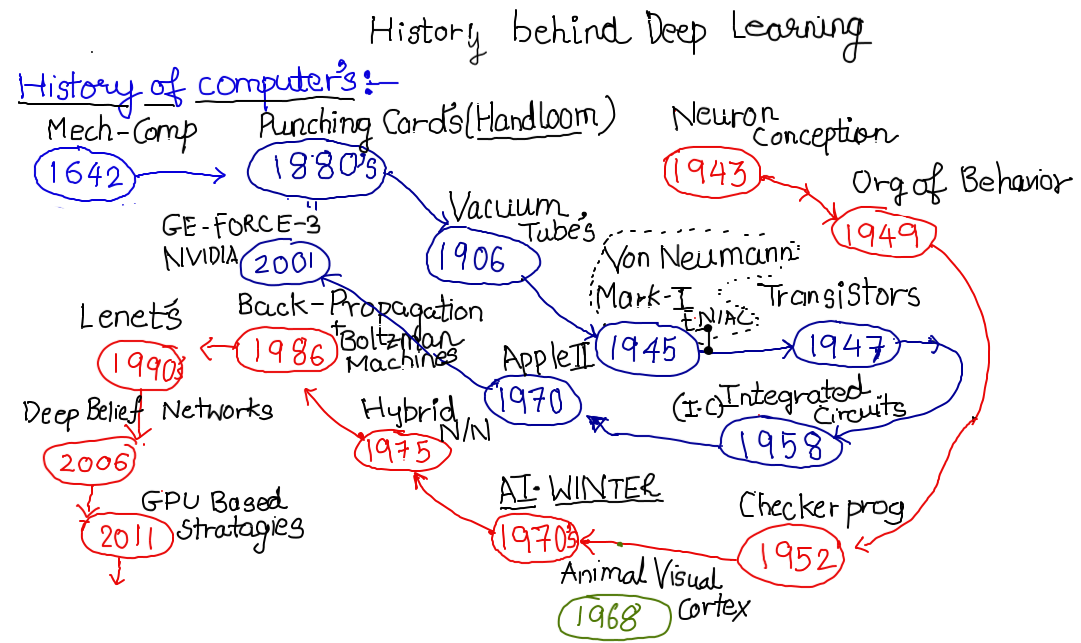 History behind Deep Learning
History of computer's:-
Mech-Comp
1642
Punching Cards(Handloom)
1880's
Vacuum
Tube's
1906
Von Neumann
Mark-I
ENIAC
1945
Transistors
1947
(I.C) Integrated
Circuits
1958
Apple II
1970
GE-FORCE-3
NVIDIA
2001
Neuron
Conception
1943
Org of Behavior
1949
Checker prog
1952
Animal Visual
Cortex
1968
AI-WINTER
1970's
Hybrid
N/N
1975
Back-Propagation
+ Boltzman
Machines
1986
Lenet's
1990's
Deep Belief Networks
2006
GPU Based
Stratagies
2011